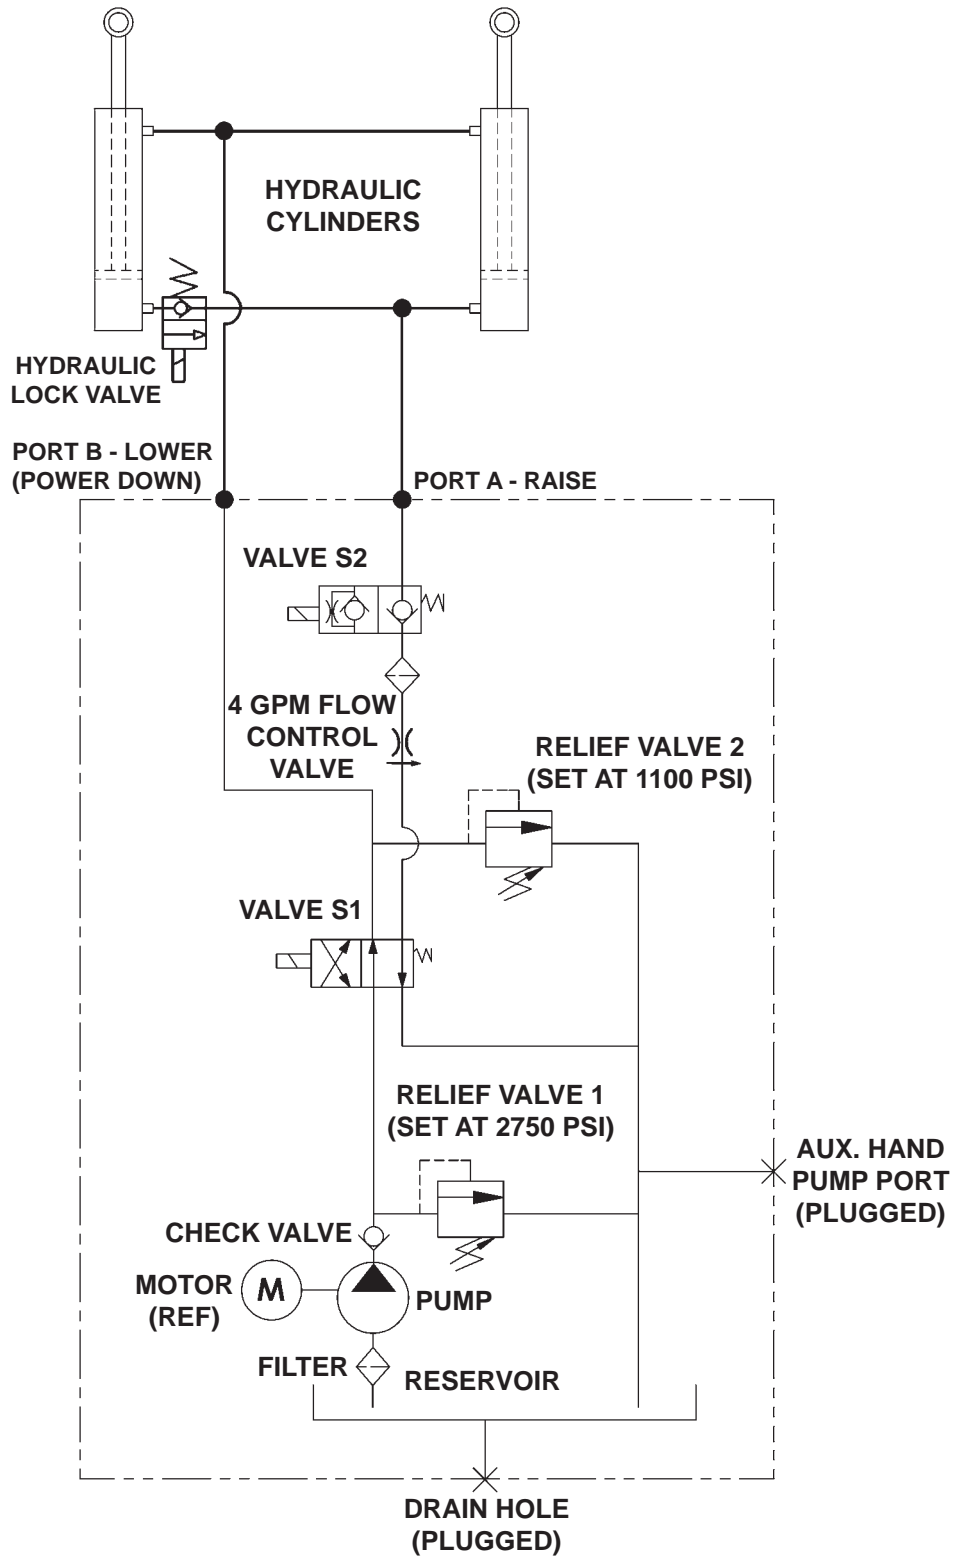 HYDRAULIC
CYLINDERS
HYDRAULIC
LOCK VALVE
PORT B - LOWER
(POWER DOWN)
PORT A - RAISE
VALVE S2
4 GPM FLOW
CONTROL
VALVE
RELIEF VALVE 2
(SET AT 1100 PSI)
VALVE S1
RELIEF VALVE 1
(SET AT 2750 PSI)
AUX. HAND
PUMP PORT
(PLUGGED)
CHECK VALVE
MOTOR
(REF)
M
PUMP
FILTER
RESERVOIR
DRAIN HOLE
(PLUGGED)